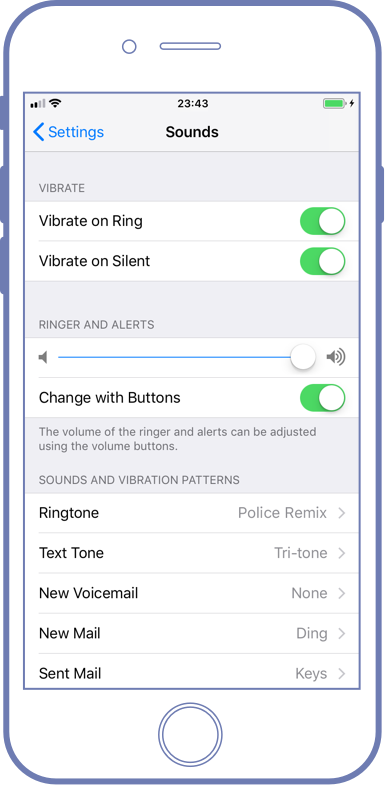 23:43
Settings
Sounds
VIBRATE
Vibrate on Ring
Vibrate on Silent
RINGER AND ALERTS
Change with Buttons
The volume of the ringer and alerts can be adjusted
using the volume buttons.
SOUNDS AND VIBRATION PATTERNS
Ringtone Police Remix
Text Tone Tri-tone
New Voicemail None
New Mail Ding
Sent Mail Keys